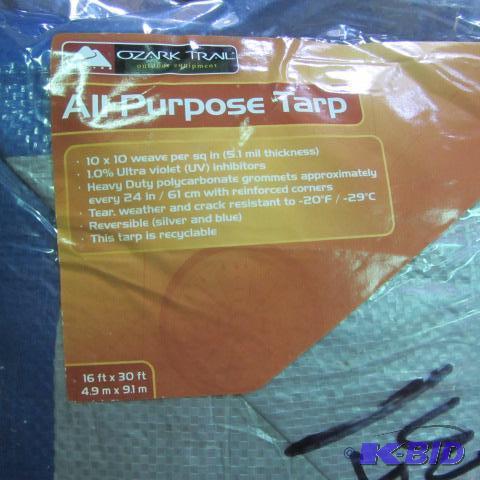 OZARK TRAIL
outdoor equipment
All Purpose Tarp
· 10 x 10 weave per sq in (5.1 mil thickness)
· 1.0% Ultra violet (UV) inhibitors
· Heavy Duty polycarbonate grommets approximately
every 24 in / 61 cm with reinforced corners
· Tear, weather and crack resistant to -20°F / -29°C
· Reversible (silver and blue)
· This tarp is recyclable
16 ft x 30 ft
4.9 m x 9.1 m
© K-BID